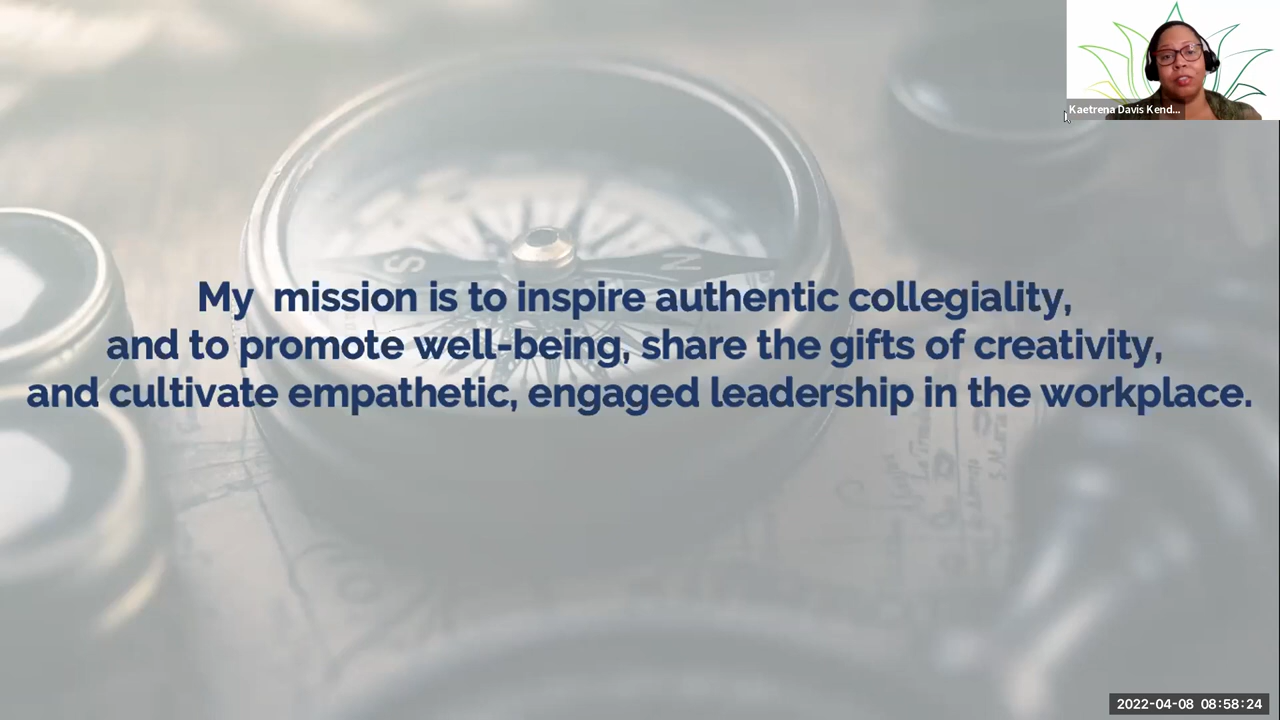 Kaetrena Davis Kend...
S
N
My mission is to inspire authentic collegiality,
and to promote well-being, share the gifts of creativity,
and cultivate empathetic, engaged leadership in the workplace.
2022-04-08 08:58:24